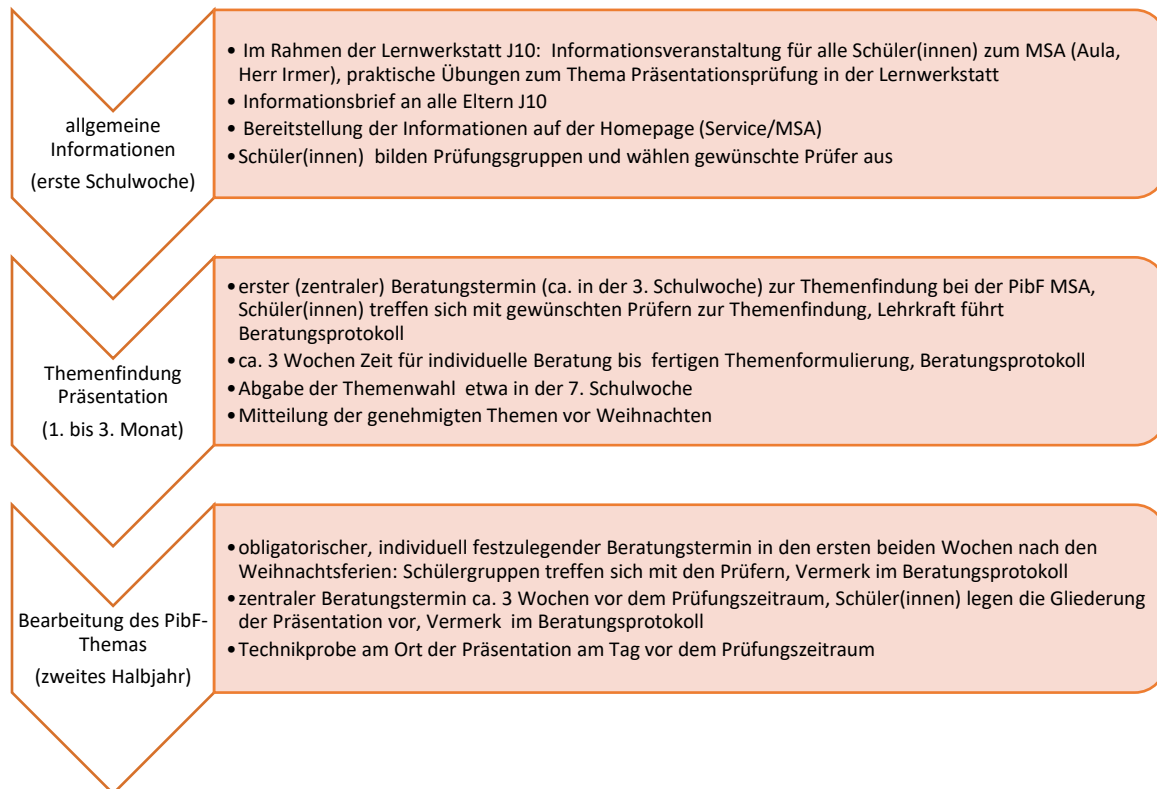 allgemeine
Informationen
(erste Schulwoche)
• Im Rahmen der Lernwerkstatt J10: Informationsveranstaltung für alle Schüler(innen) zum MSA (Aula,
Herr Irmer), praktische Übungen zum Thema Präsentationsprüfung in der Lernwerkstatt
• Informationsbrief an alle Eltern J10
• Bereitstellung der Informationen auf der Homepage (Service/MSA)
• Schüler(innen) bilden Prüfungsgruppen und wählen gewünschte Prüfer aus
Themenfindung
Präsentation
(1. bis 3. Monat)
• erster (zentraler) Beratungstermin (ca. in der 3. Schulwoche) zur Themenfindung bei der PibF MSA,
Schüler(innen) treffen sich mit gewünschten Prüfern zur Themenfindung, Lehrkraft führt
Beratungsprotokoll
• ca. 3 Wochen Zeit für individuelle Beratung bis fertigen Themenformulierung, Beratungsprotokoll
• Abgabe der Themenwahl etwa in der 7. Schulwoche
• Mitteilung der genehmigten Themen vor Weihnachten
Bearbeitung des PibF-
Themas
(zweites Halbjahr)
• obligatorischer, individuell festzulegender Beratungstermin in den ersten beiden Wochen nach den
Weihnachtsferien: Schülergruppen treffen sich mit den Prüfern, Vermerk im Beratungsprotokoll
• zentraler Beratungstermin ca. 3 Wochen vor dem Prüfungszeitraum, Schüler(innen) legen die Gliederung
der Präsentation vor, Vermerk im Beratungsprotokoll
• Technikprobe am Ort der Präsentation am Tag vor dem Prüfungszeitraum